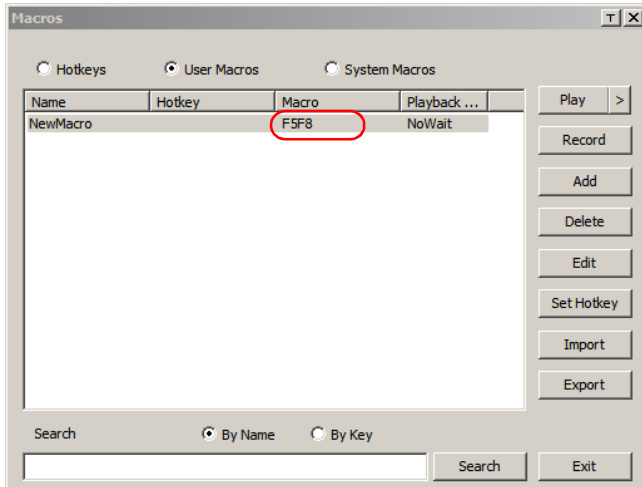 Macros T X
Hotkeys User Macros System Macros
Name Hotkey Macro Playback ... Play >
NewMacro F5F8 NoWait
Record
Add
Delete
Edit
Set Hotkey
Import
Export
Search By Name By Key
Search Exit